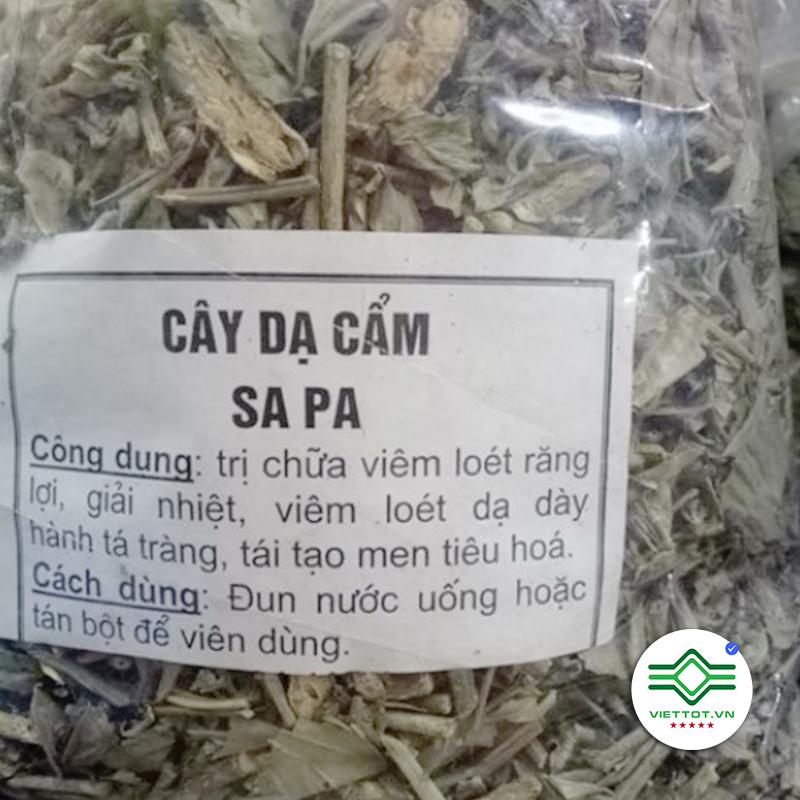 CÂY DẠ CẨM
SA PA
Công dung: trị chữa viêm loét răng
lợi, giải nhiệt, viêm loét dạ dày
hành tá tràng, tái tạo men tiêu hoá.
Cách dùng: Đun nước uống hoặc
tán bột để viên dùng.
VIETTOT.VN